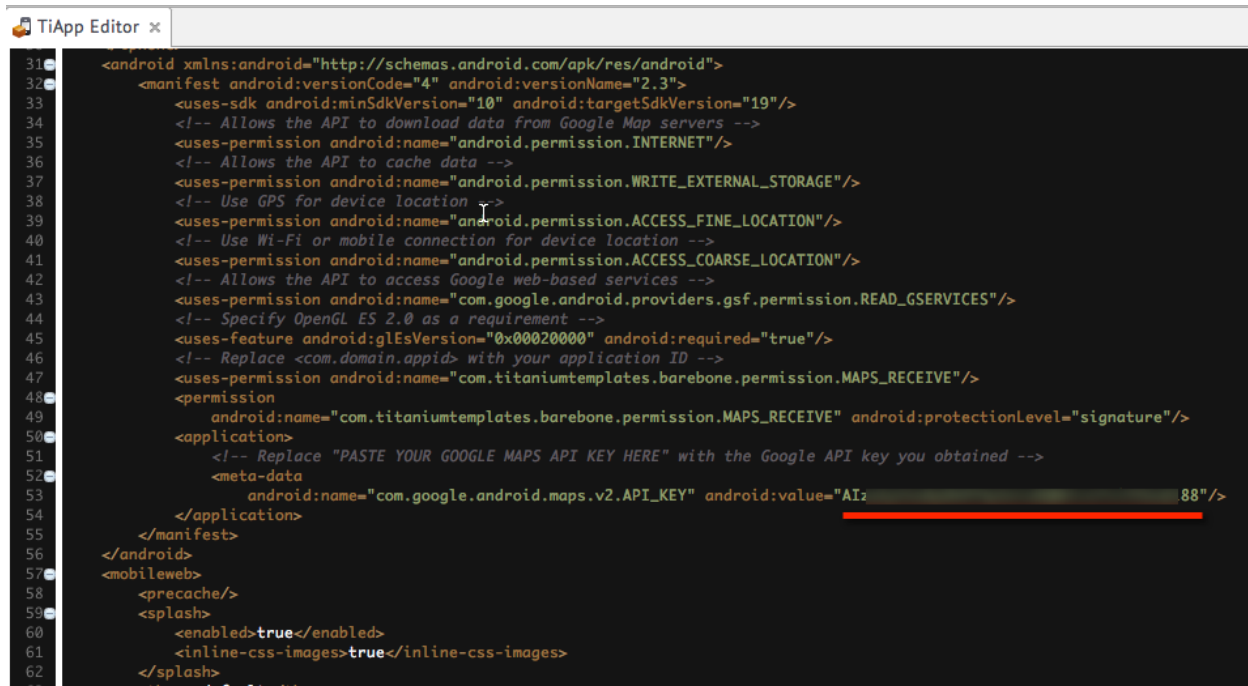 TiApp Editor
31 <android xmlns:android="http://schemas.android.com/apk/res/android">
32 <manifest android:versionCode="4" android:versionName="2.3">
33 <uses-sdk android:minSdkVersion="10" android:targetSdkVersion="19"/>
34 <!-- Allows the API to download data from Google Map servers -->
35 <uses-permission android:name="android.permission.INTERNET"/>
36 <!-- Allows the API to cache data -->
37 <uses-permission android:name="android.permission.WRITE_EXTERNAL_STORAGE"/>
38 <!-- Use GPS for device location -->
39 <uses-permission android:name="android.permission.ACCESS_FINE_LOCATION"/>
40 <!-- Use Wi-Fi or mobile connection for device location -->
41 <uses-permission android:name="android.permission.ACCESS_COARSE_LOCATION"/>
42 <!-- Allows the API to access Google web-based services -->
43 <uses-permission android:name="com.google.android.providers.gsf.permission.READ_GSERVICES"/>
44 <!-- Specify OpenGL ES 2.0 as a requirement -->
45 <uses-feature android:glEsVersion="0x00020000" android:required="true"/>
46 <!-- Replace <com.domain.appid> with your application ID -->
47 <uses-permission android:name="com.titaniumtemplates.barebone.permission.MAPS_RECEIVE"/>
48 <permission
49 android:name="com.titaniumtemplates.barebone.permission.MAPS_RECEIVE" android:protectionLevel="signature"/>
50 <application>
51 <!-- Replace "PASTE YOUR GOOGLE MAPS API KEY HERE" with the Google API key you obtained -->
52 <meta-data
53 android:name="com.google.android.maps.v2.API_KEY" android:value="AIz 88"/>
54 </application>
55 </manifest>
56 </android>
57 <mobileweb>
58 <precache/>
59 <splash>
60 <enabled>true</enabled>
61 <inline-css-images>true</inline-css-images>
62 </splash>